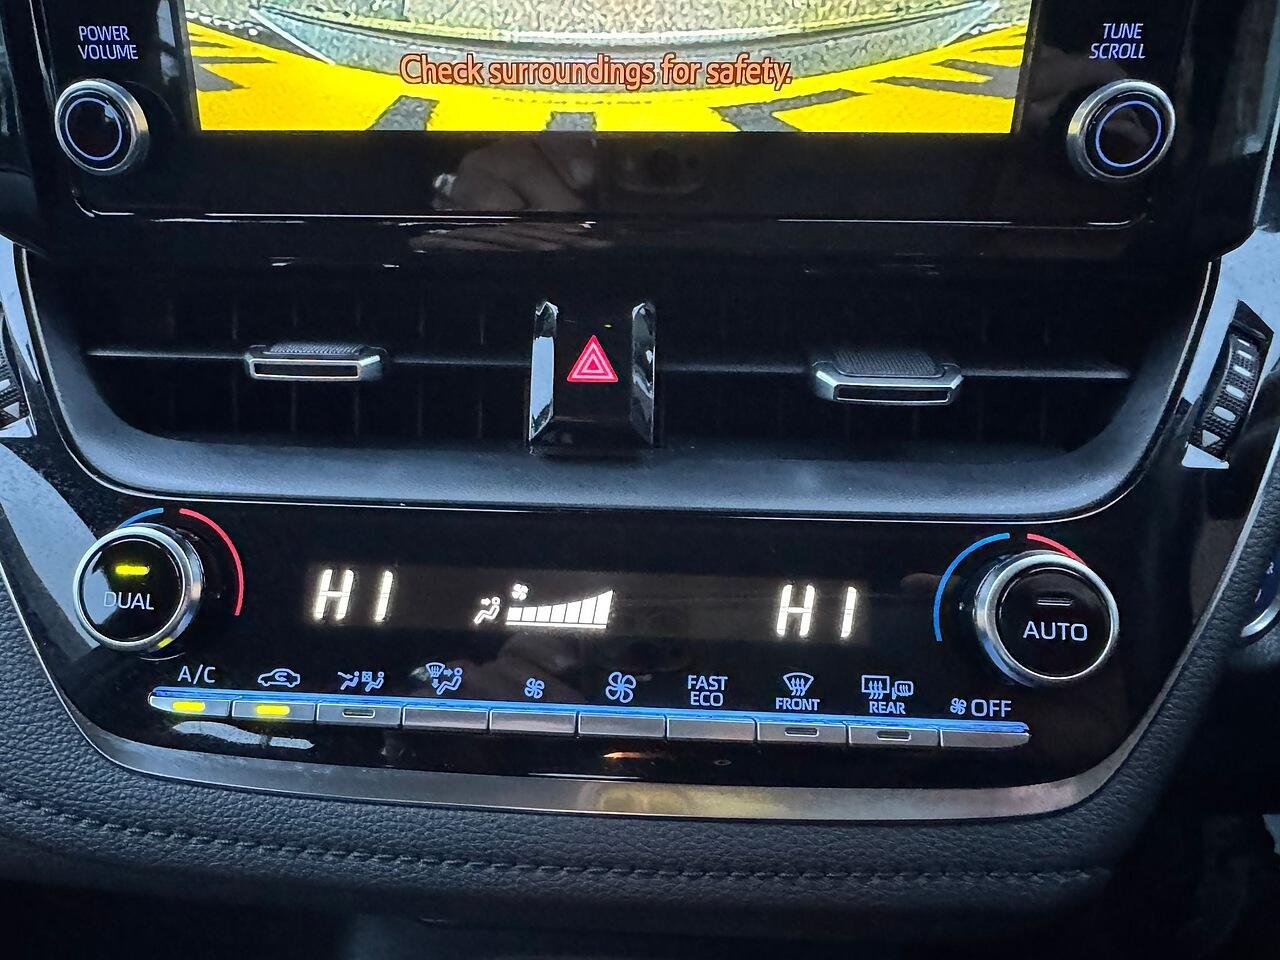 POWER
VOLUME
TUNE
SCROLL
Check surroundings for safety.
DUAL
HI
HI
AUTO
A/C
FAST
ECO
FRONT
REAR
OFF